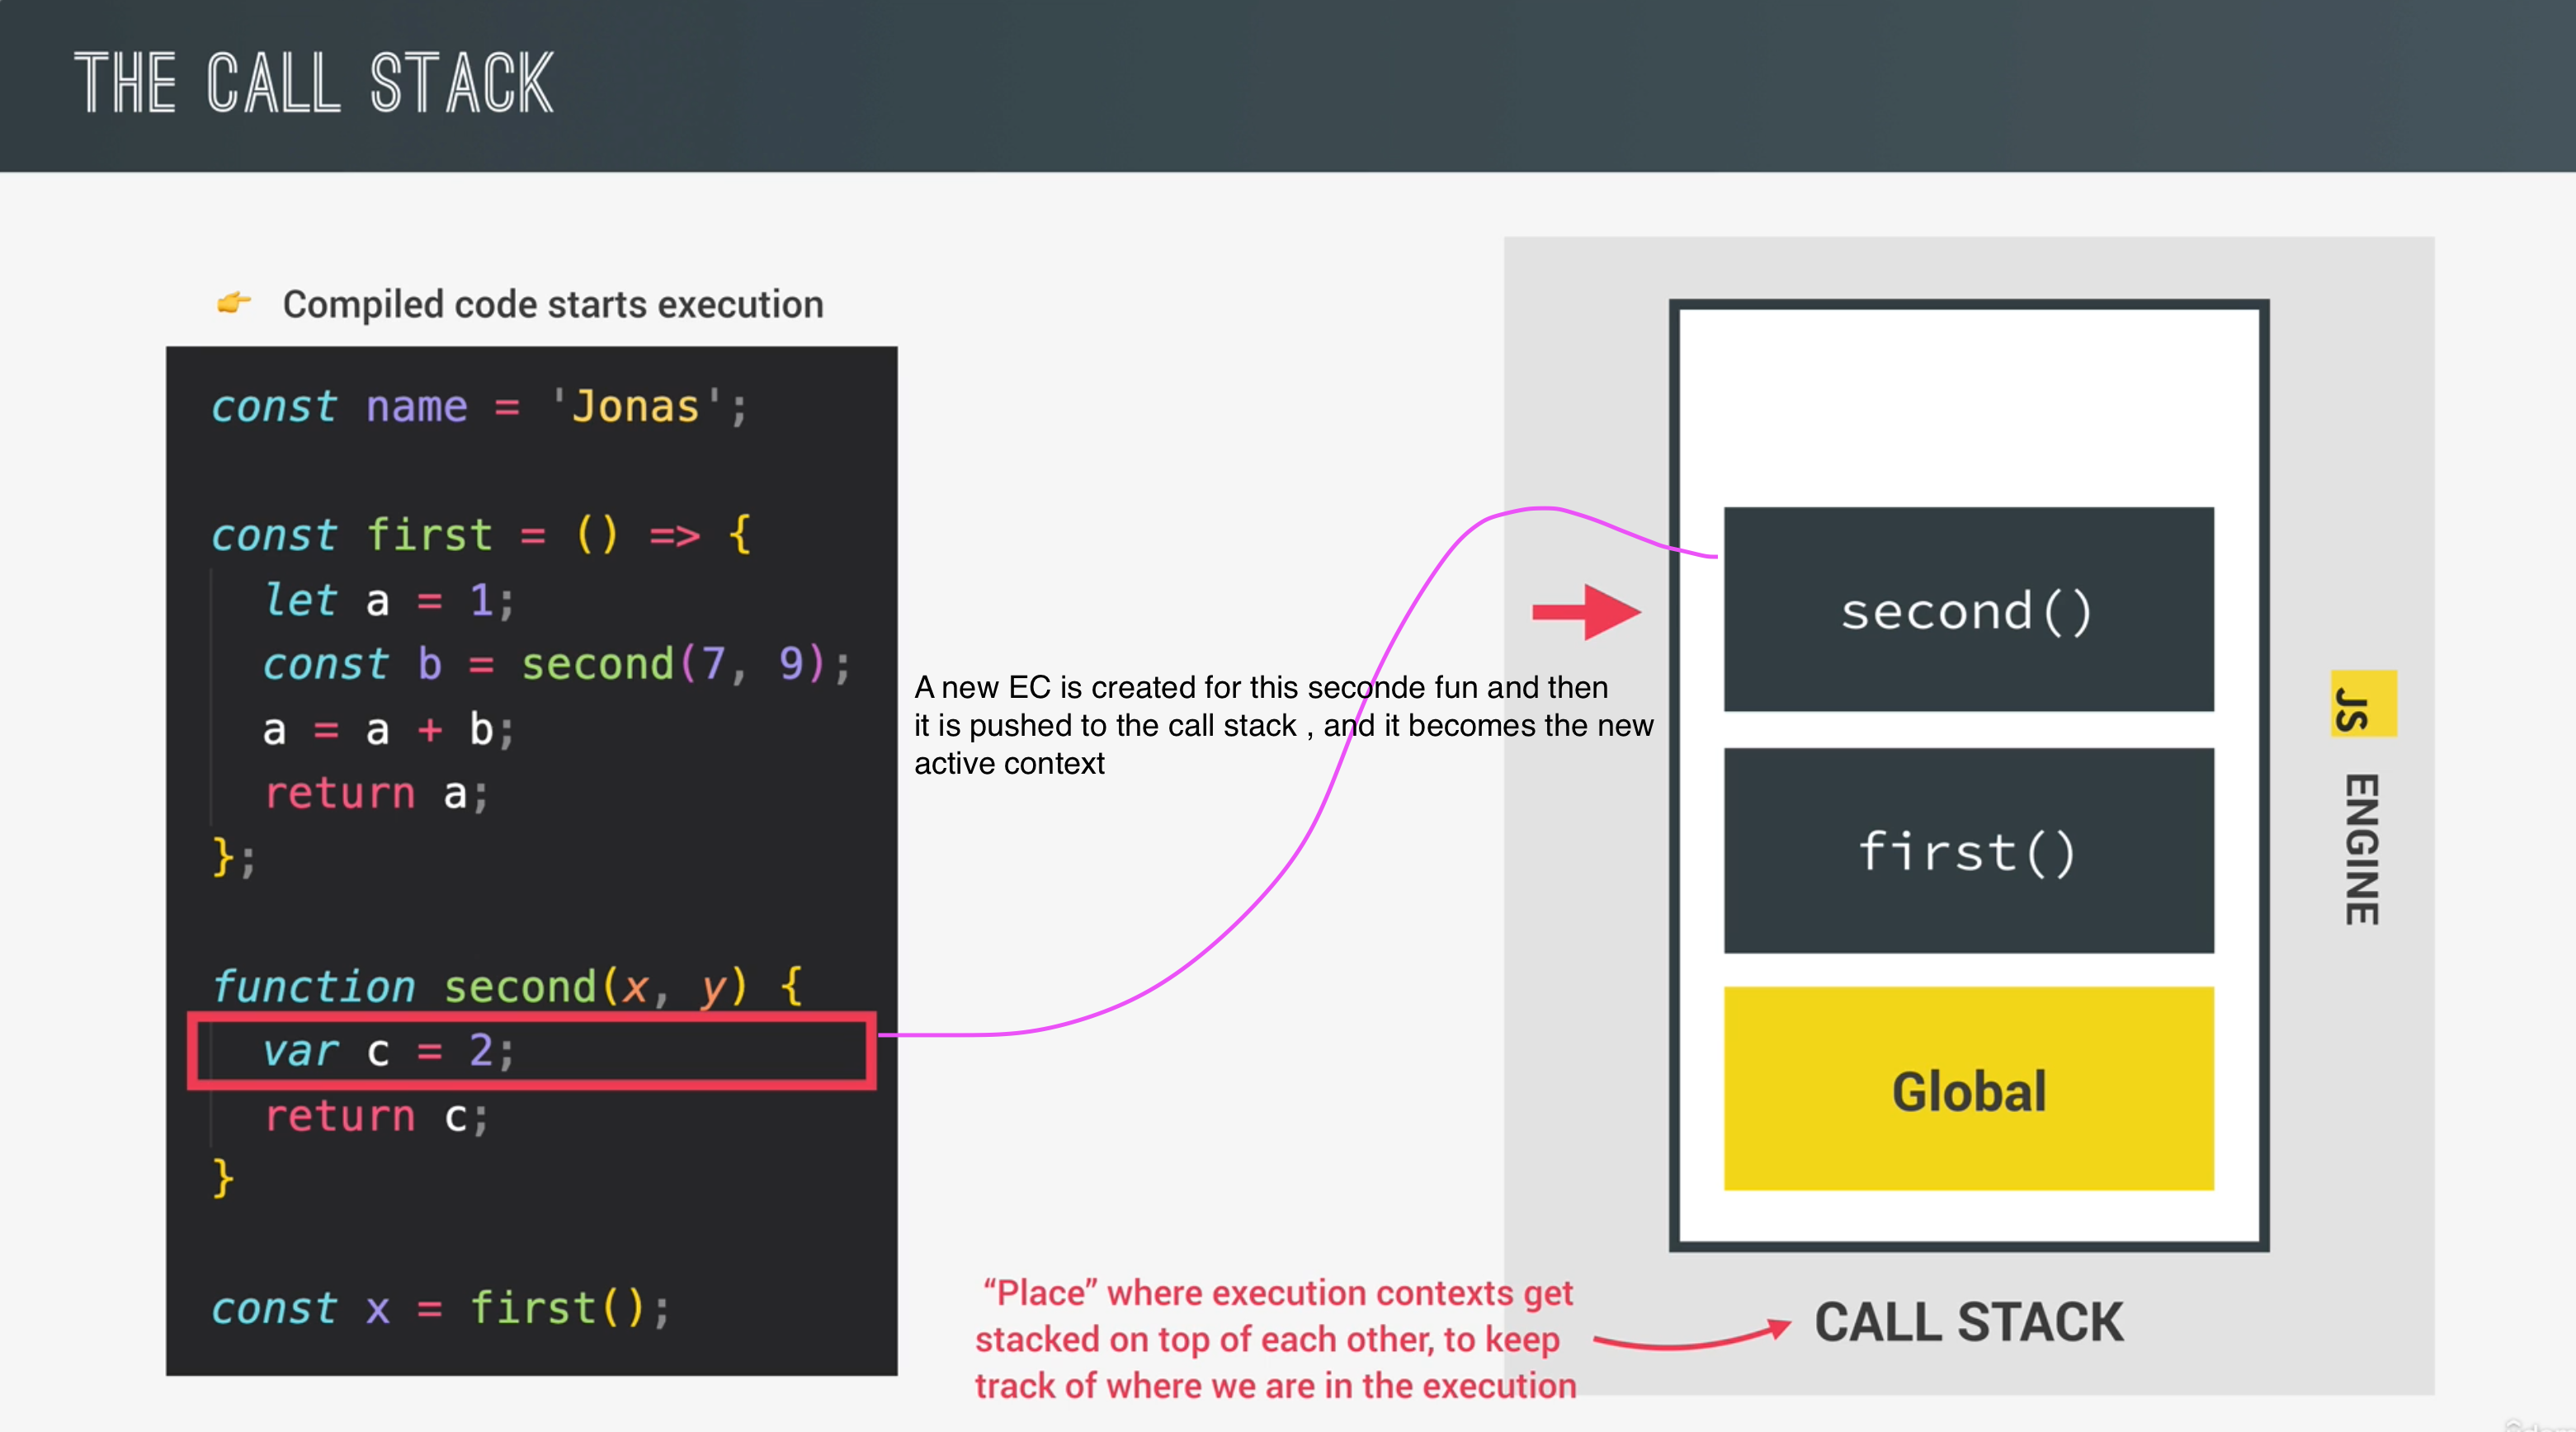 THE CALL STACK
👉 Compiled code starts execution
const name = 'Jonas';
const first = () => {
let a = 1;
const b = second(7, 9);
a = a + b;
return a;
};
function second(x, y) {
var c = 2;
return c;
}
const x = first();
A new EC is created for this seconde fun and then
it is pushed to the call stack , and it becomes the new
active context
second()
first()
Global
CALL STACK
JS ENGINE
“Place” where execution contexts get
stacked on top of each other, to keep
track of where we are in the execution